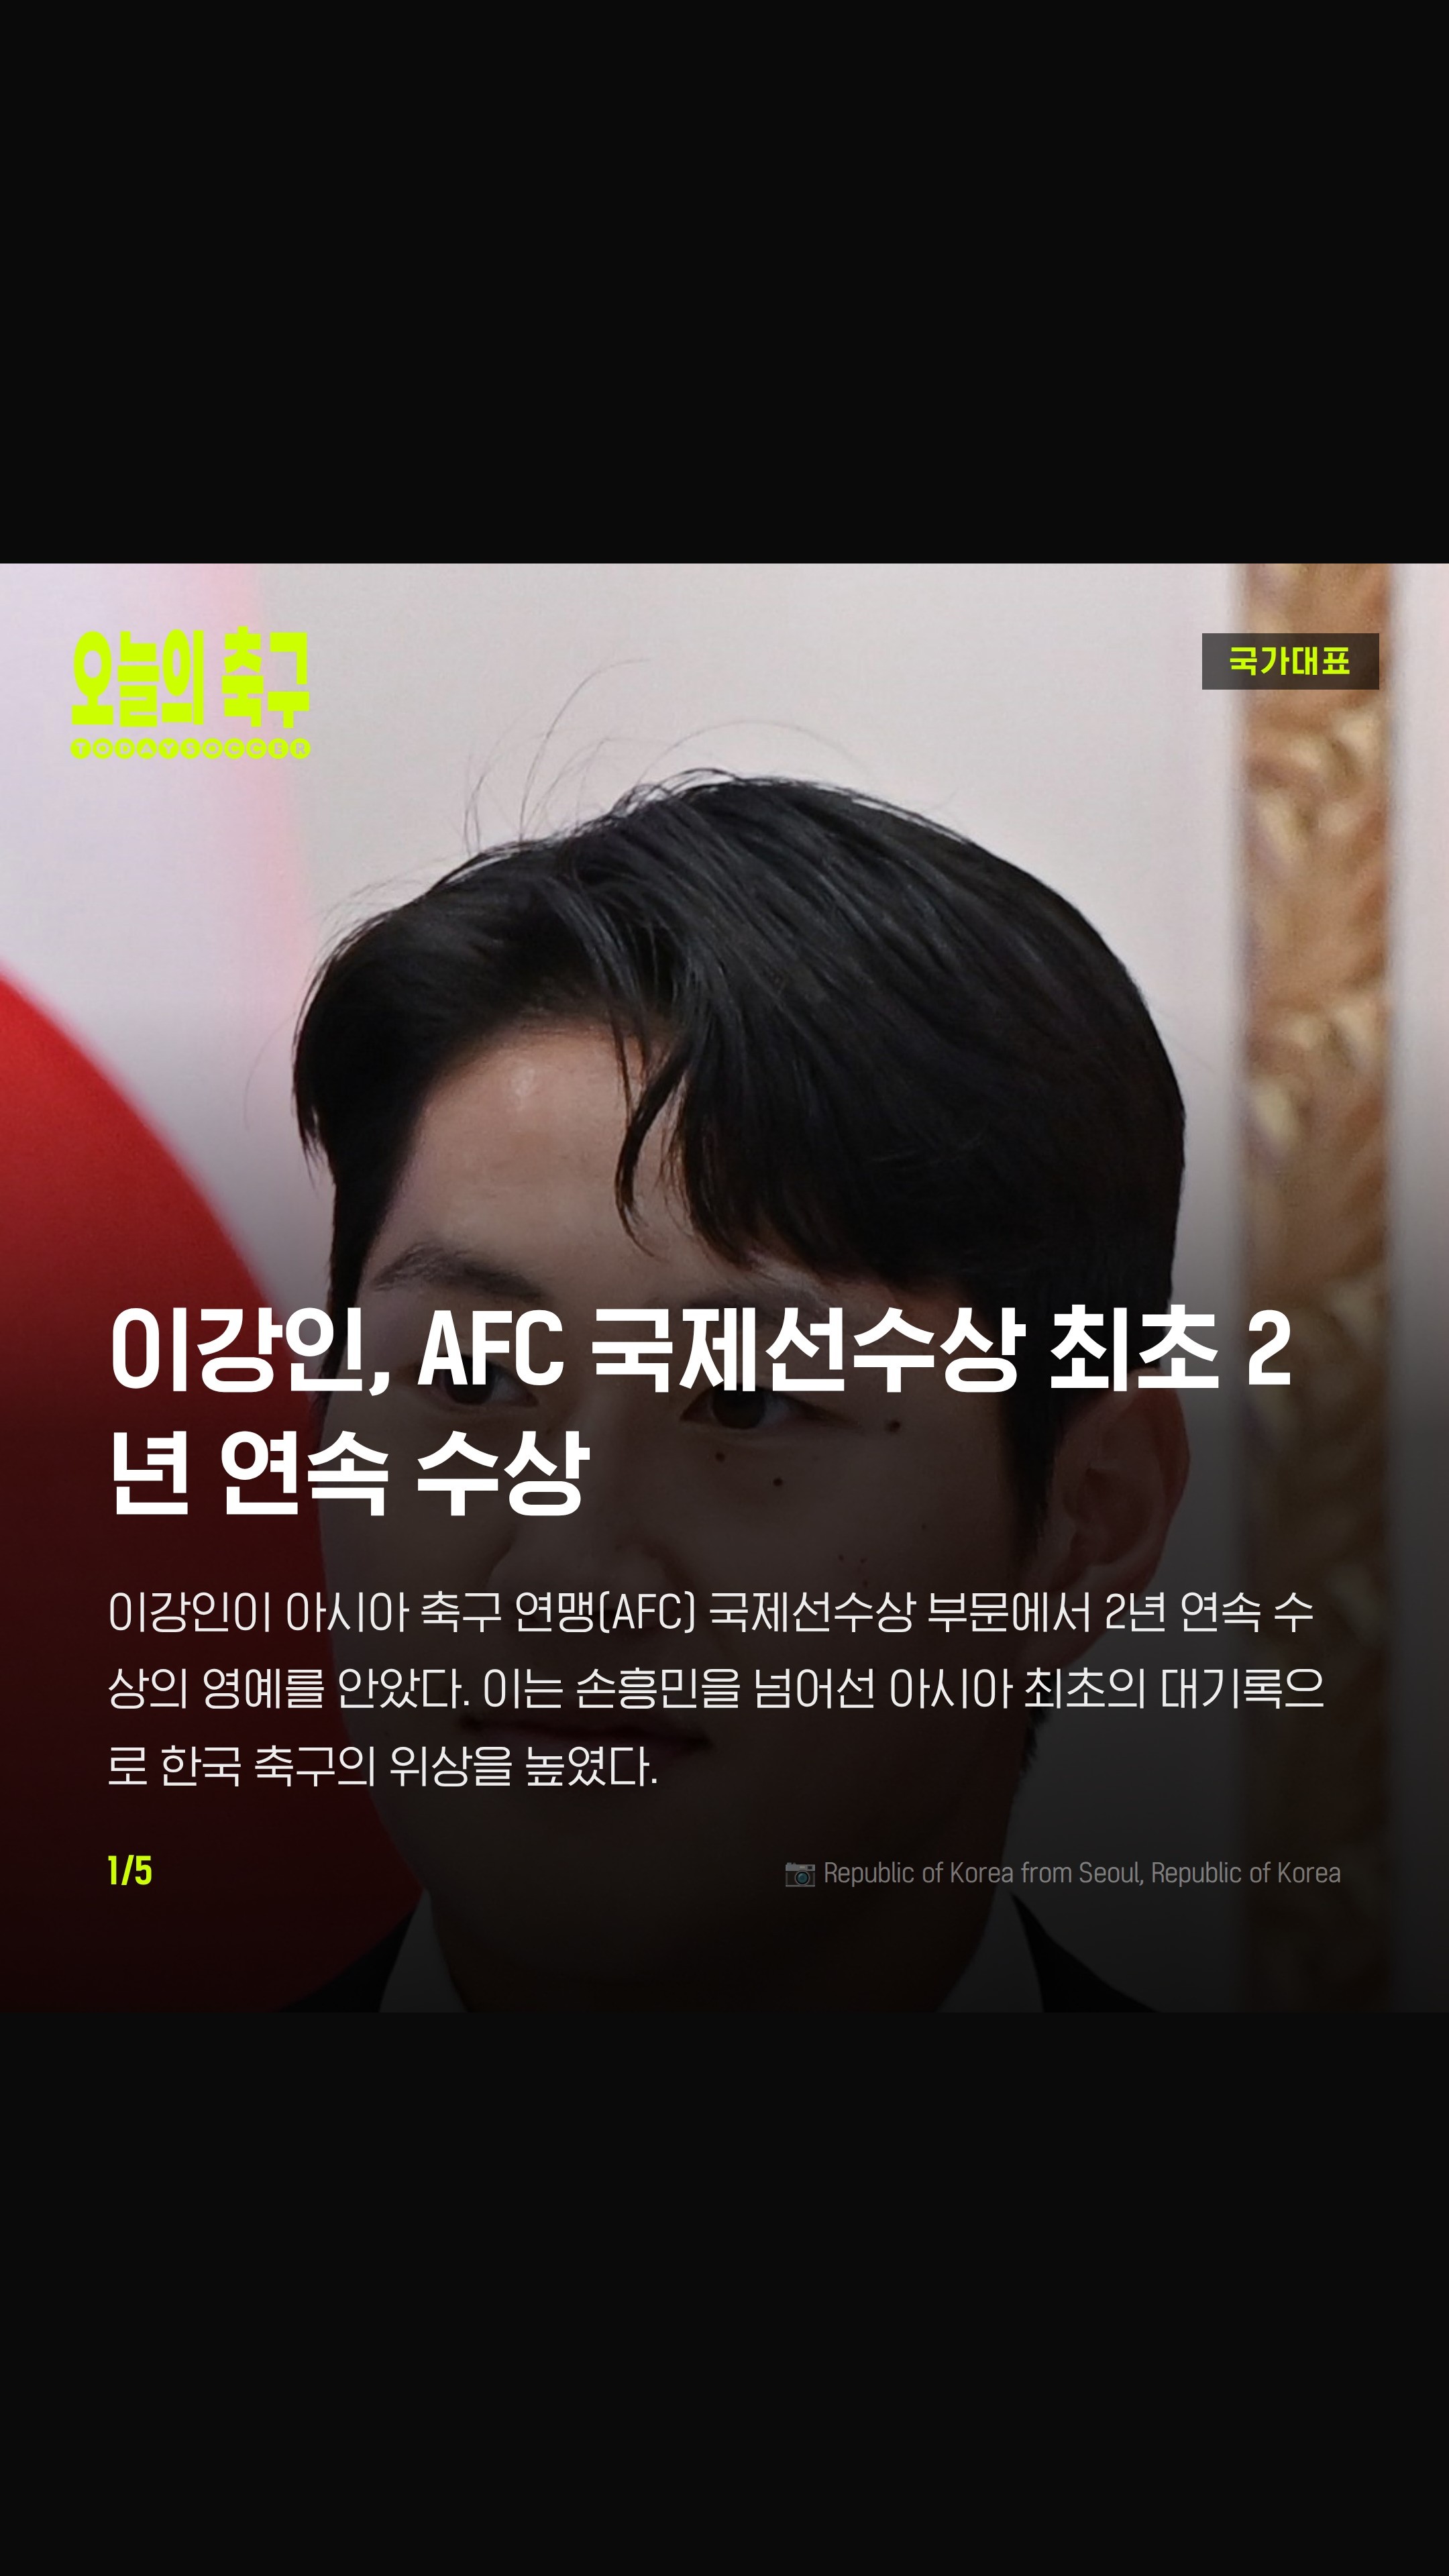 오늘의 축구
TODAYSOCCER
국가대표
이강인, AFC 국제선수상 최초 2
년 연속 수상
이강인이 아시아 축구 연맹(AFC) 국제선수상 부문에서 2년 연속 수
상의 영예를 안았다. 이는 손흥민을 넘어선 아시아 최초의 대기록으
로 한국 축구의 위상을 높였다.
1/5
📷 Republic of Korea from Seoul, Republic of Korea